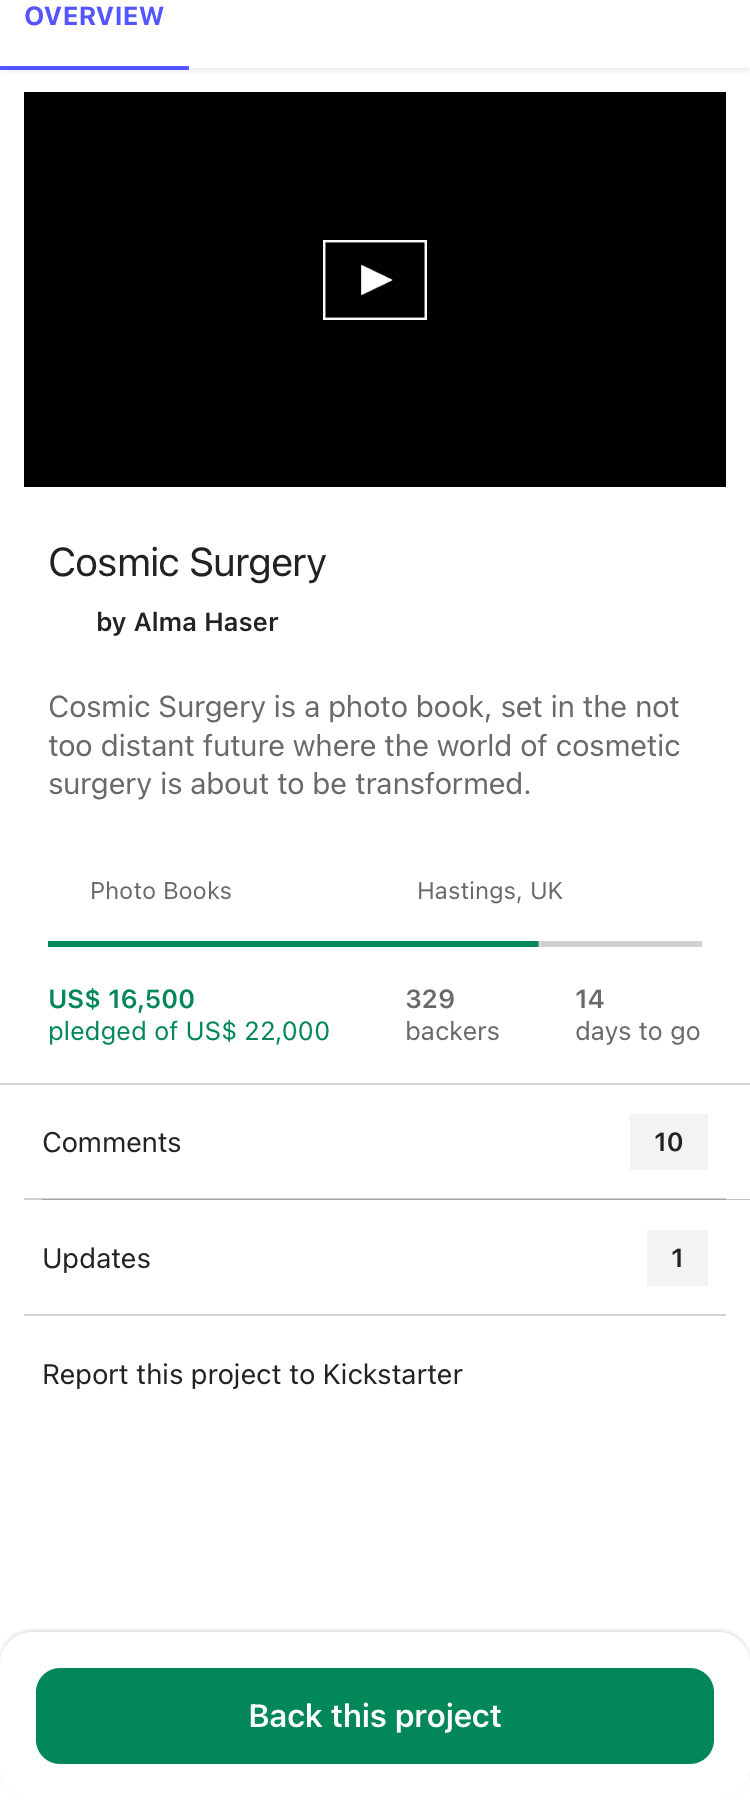 OVERVIEW
Cosmic Surgery
by Alma Haser
Cosmic Surgery is a photo book, set in the not
too distant future where the world of cosmetic
surgery is about to be transformed.
Photo Books
Hastings, UK
US$ 16,500
pledged of US$ 22,000
329
backers
14
days to go
Comments
10
Updates
1
Report this project to Kickstarter
Back this project